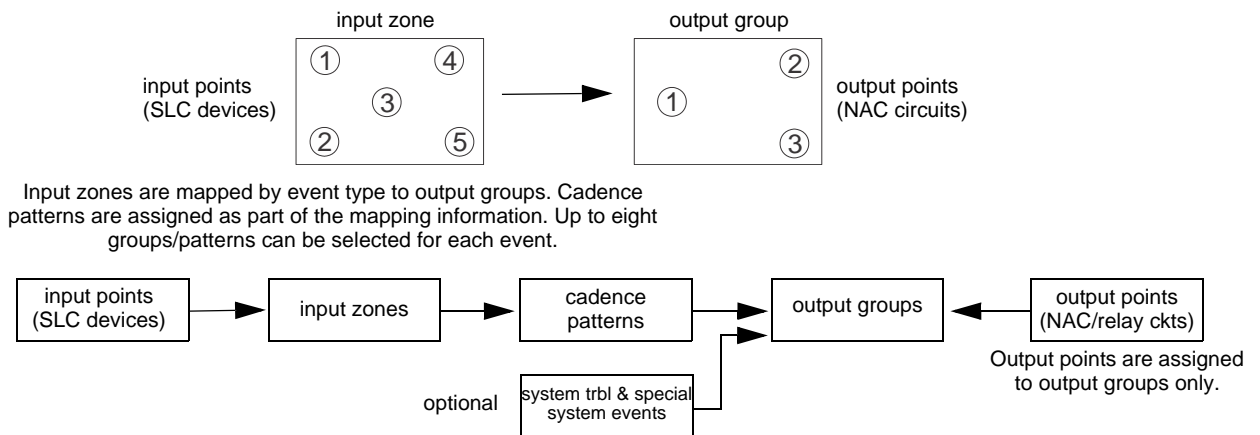 input zone
output group
input points
(SLC devices)
1
4
3
2
5
2
1
3
output points
(NAC circuits)
Input zones are mapped by event type to output groups. Cadence
patterns are assigned as part of the mapping information. Up to eight
groups/patterns can be selected for each event.
input points
(SLC devices)
input zones
cadence
patterns
output groups
output points
(NAC/relay ckts)
Output points are assigned
to output groups only.
optional
system trbl & special
system events